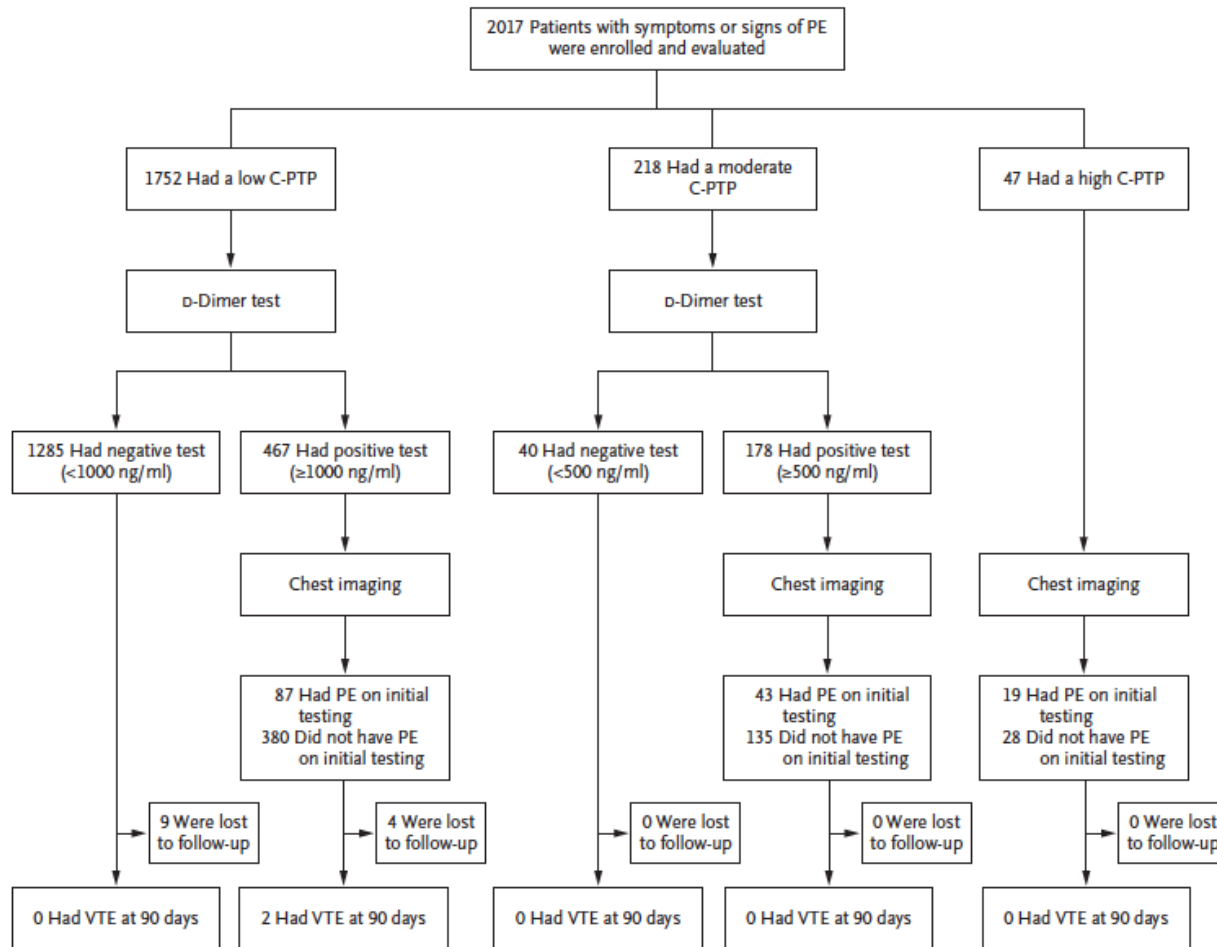 2017 Patients with symptoms or signs of PE
were enrolled and evaluated
1752 Had a low C-PTP
218 Had a moderate
C-PTP
47 Had a high C-PTP
D-Dimer test
D-Dimer test
1285 Had negative test
(<1000 ng/ml)
467 Had positive test
(≥1000 ng/ml)
40 Had negative test
(<500 ng/ml)
178 Had positive test
(≥500 ng/ml)
Chest imaging
Chest imaging
Chest imaging
87 Had PE on initial
testing
380 Did not have PE
on initial testing
43 Had PE on initial
testing
135 Did not have PE
on initial testing
19 Had PE on initial
testing
28 Did not have PE
on initial testing
9 Were lost
to follow-up
4 Were lost
to follow-up
0 Were lost
to follow-up
0 Were lost
to follow-up
0 Were lost
to follow-up
0 Had VTE at 90 days
2 Had VTE at 90 days
0 Had VTE at 90 days
0 Had VTE at 90 days
0 Had VTE at 90 days